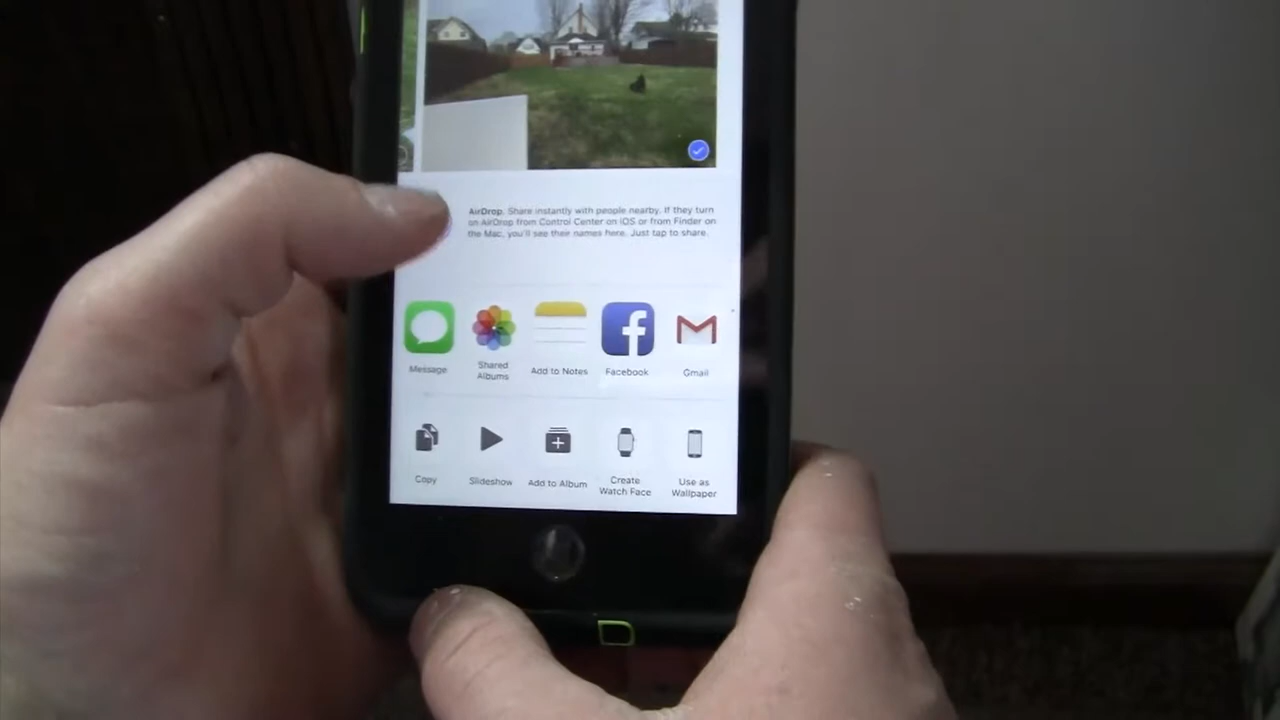 AirDrop. Share instantly with people nearby. If they turn
on AirDrop from Control Center on iOS or from Finder on
the Mac, you'll see their names here. Just tap to share.
Message
Shared
Albums
Add to Notes
Facebook
Gmail
Copy
Slideshow
Add to Album
Create
Watch Face
Use as
Wallpaper